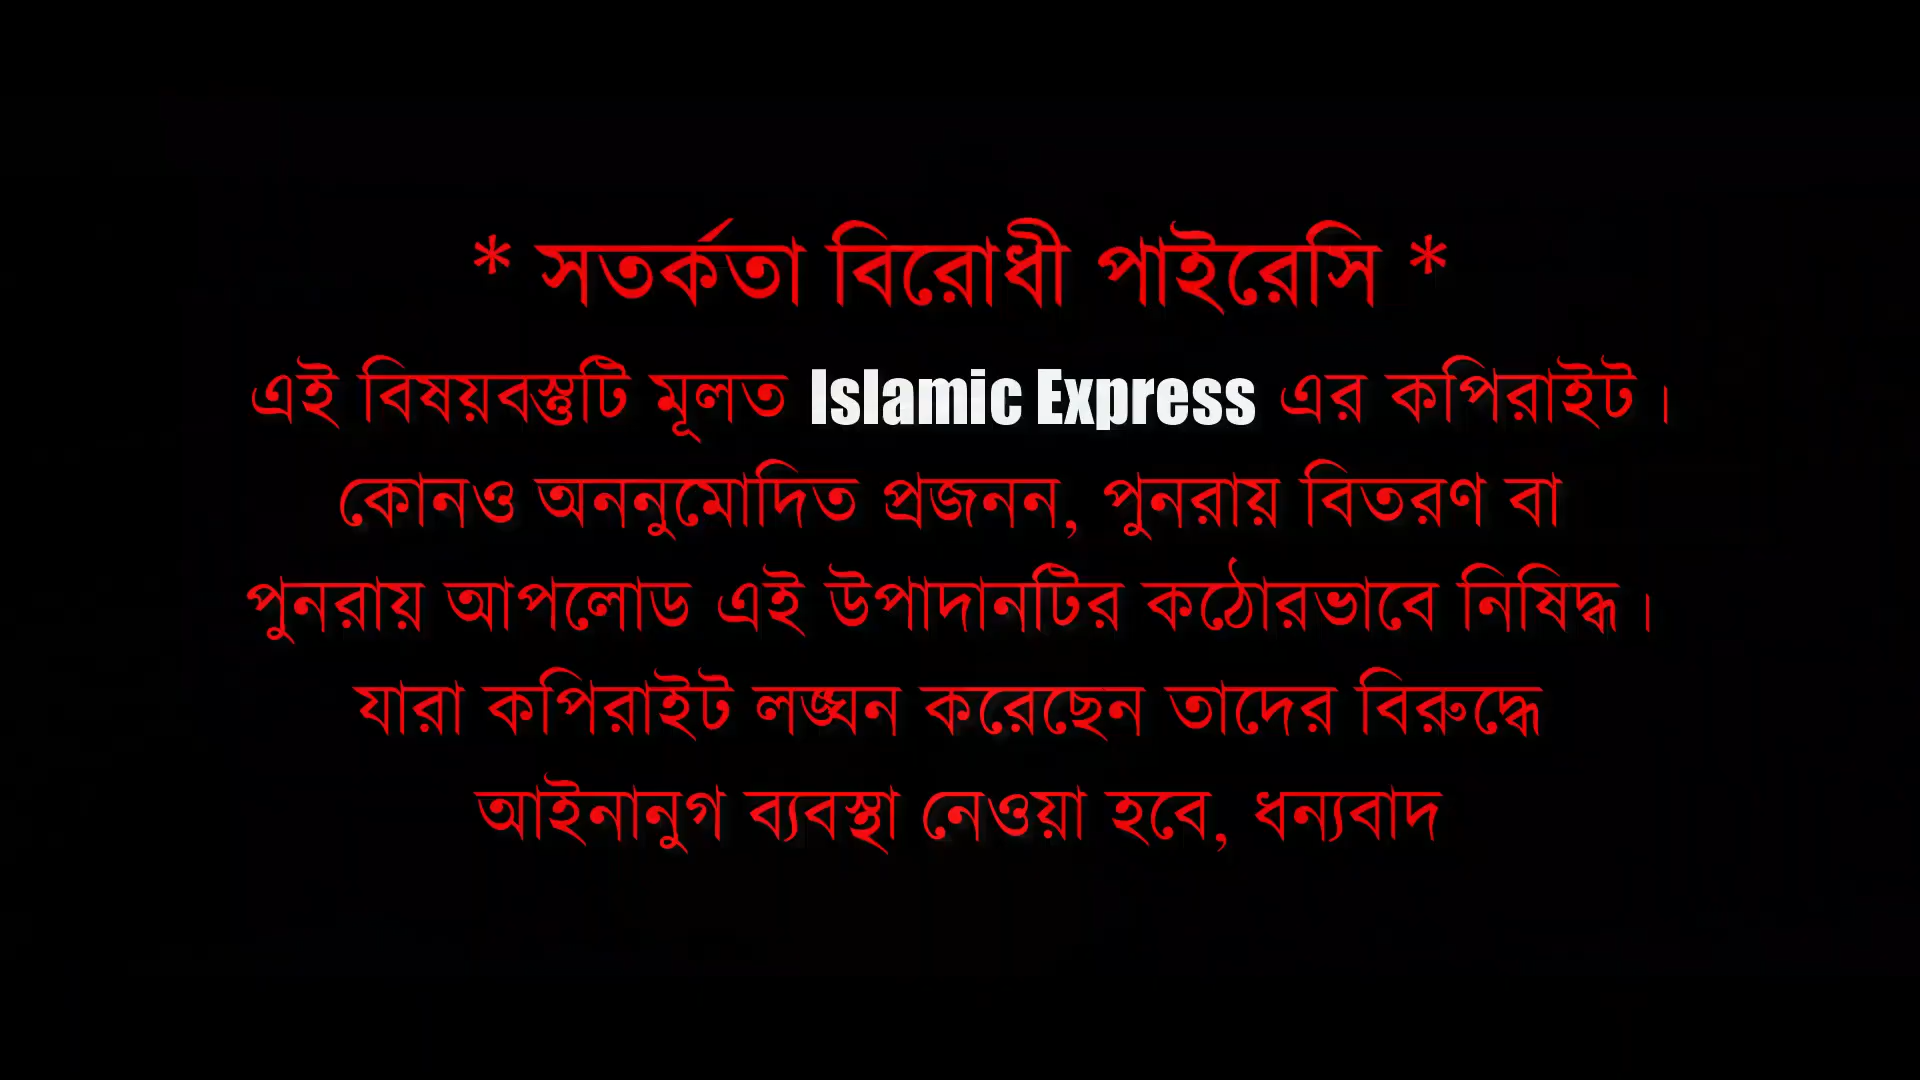 * সতর্কতা বিরোধী পাইরেসি *
এই বিষয়বস্তুটি মূলত Islamic Express এর কপিরাইট।
কোনও অননুমোদিত প্রজনন, পুনরায় বিতরণ বা
পুনরায় আপলোড এই উপাদানটির কঠোরভাবে নিষিদ্ধ।
যারা কপিরাইট লঙ্ঘন করেছেন তাদের বিরুদ্ধে
আইনানুগ ব্যবস্থা নেওয়া হবে, ধন্যবাদ